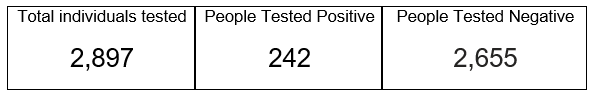 Total individuals tested People Tested Positive People Tested Negative
2,897 242 2,655